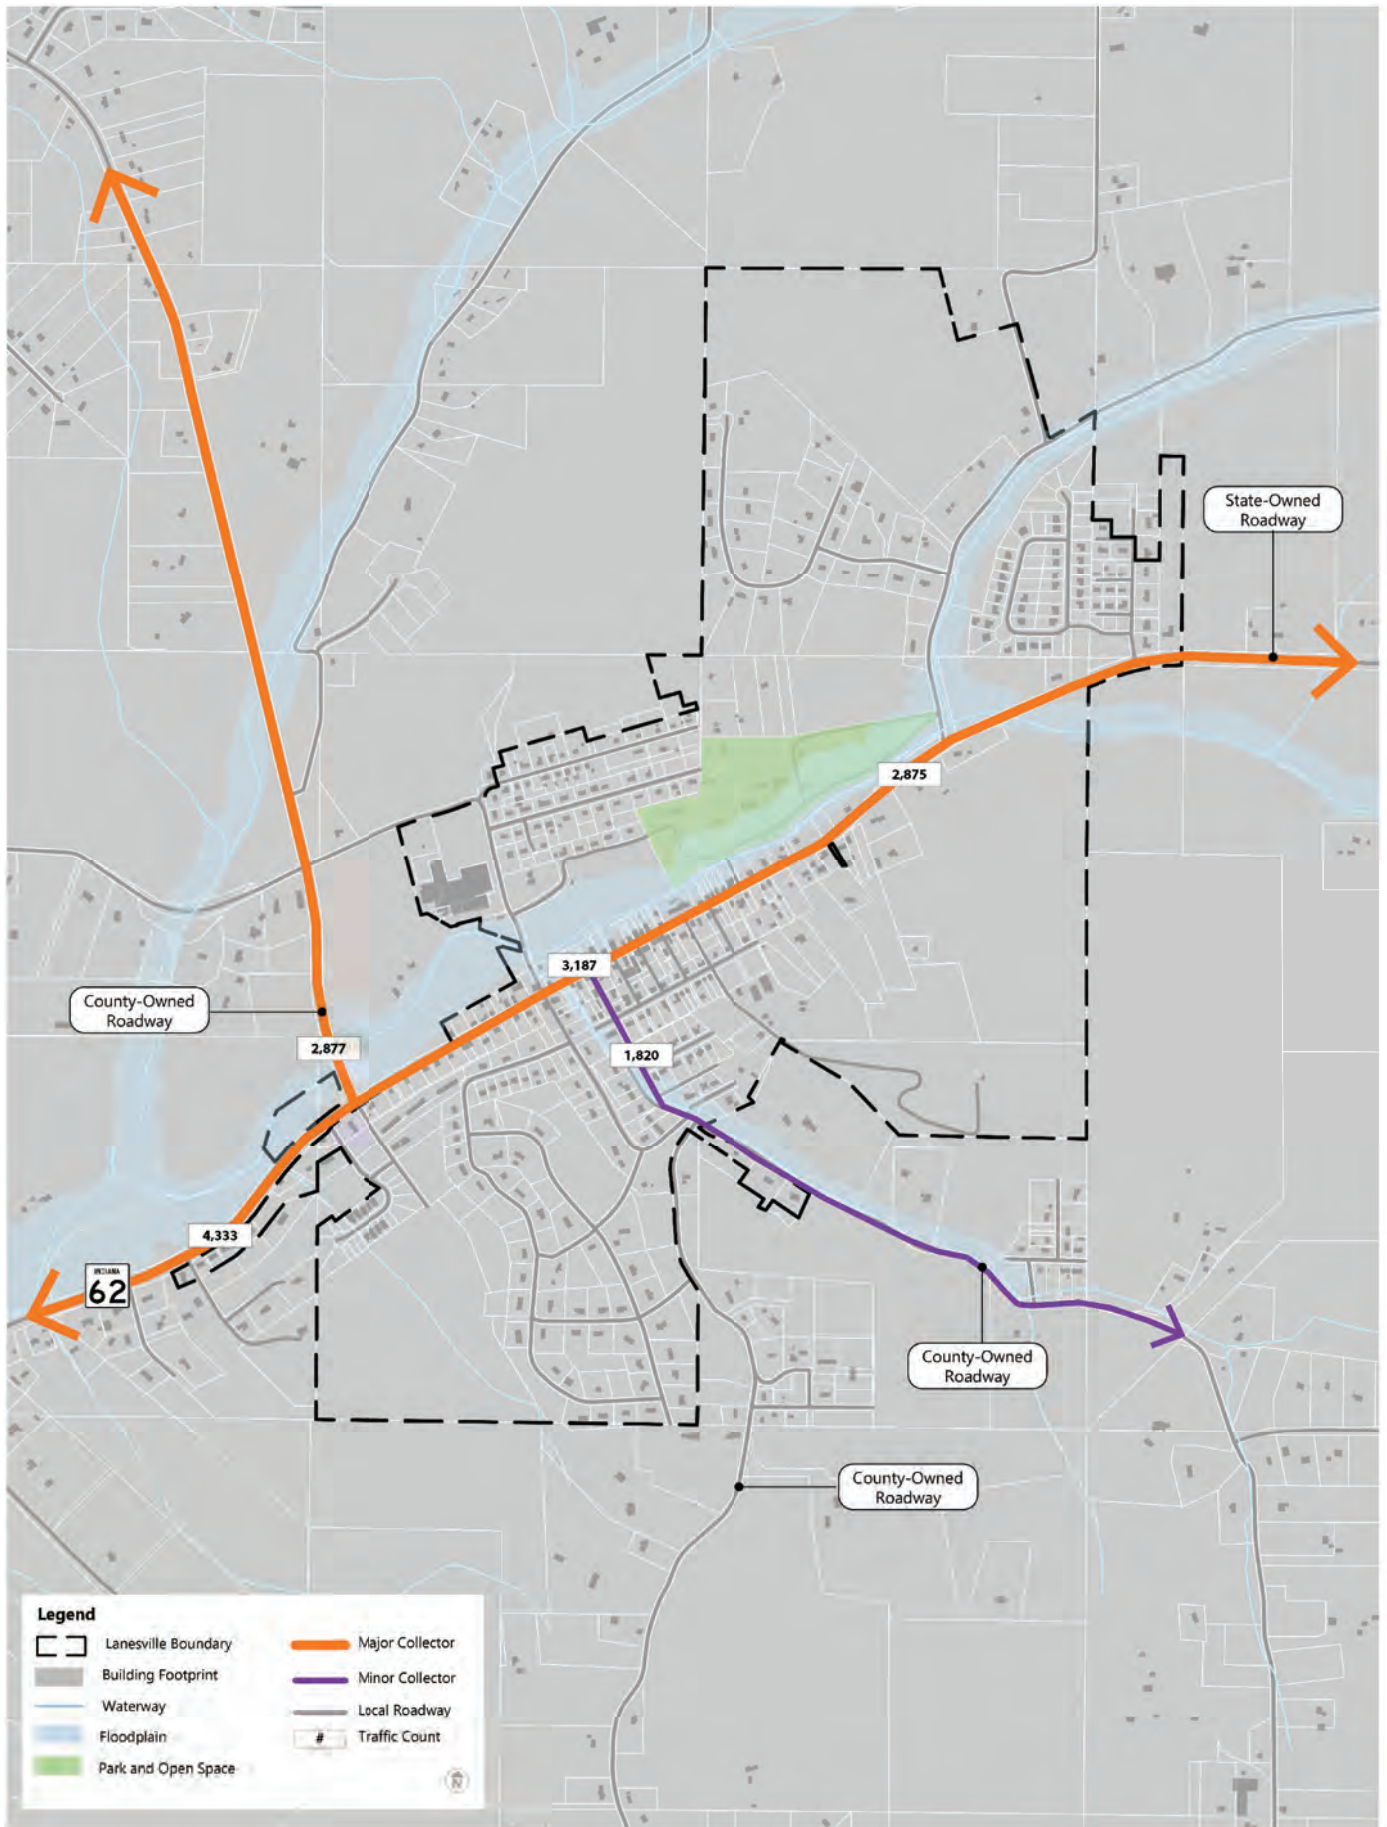 State-Owned
Roadway
2,875
3,187
County-Owned
Roadway
2,877
1,820
4,333
INDIANA
62
County-Owned
Roadway
County-Owned
Roadway
Legend
Lanesville Boundary
Building Footprint
Waterway
Floodplain
Park and Open Space
Major Collector
Minor Collector
Local Roadway
# Traffic Count
N